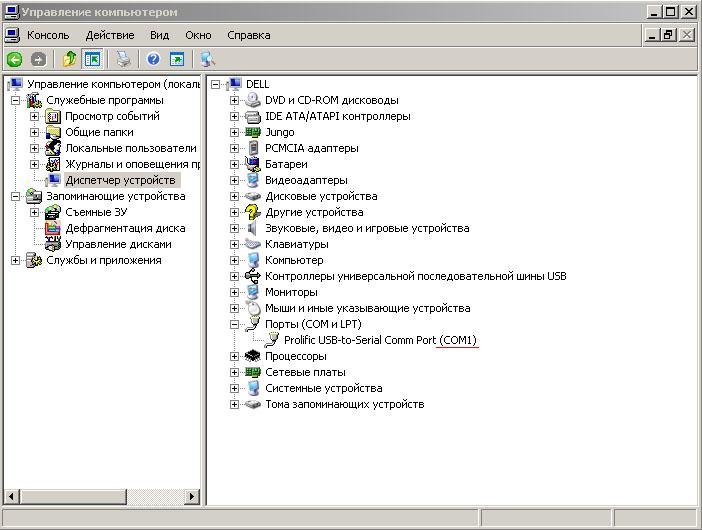 Управление компьютером
Консоль Действие Вид Окно Справка
Управление компьютером (локаль
Служебные программы
Просмотр событий
Общие папки
Локальные пользователи
Журналы и оповещения пр
Диспетчер устройств
Запоминающие устройства
Съемные ЗУ
Дефрагментация диска
Управление дисками
Службы и приложения
DELL
DVD и CD-ROM дисководы
IDE ATA/ATAPI контроллеры
Jungo
PCMCIA адаптеры
Батареи
Видеоадаптеры
Дисковые устройства
Другие устройства
Звуковые, видео и игровые устройства
Клавиатуры
Компьютер
Контроллеры универсальной последовательной шины USB
Мониторы
Мыши и иные указывающие устройства
Порты (COM и LPT)
Prolific USB-to-Serial Comm Port (COM1)
Процессоры
Сетевые платы
Системные устройства
Тома запоминающих устройств